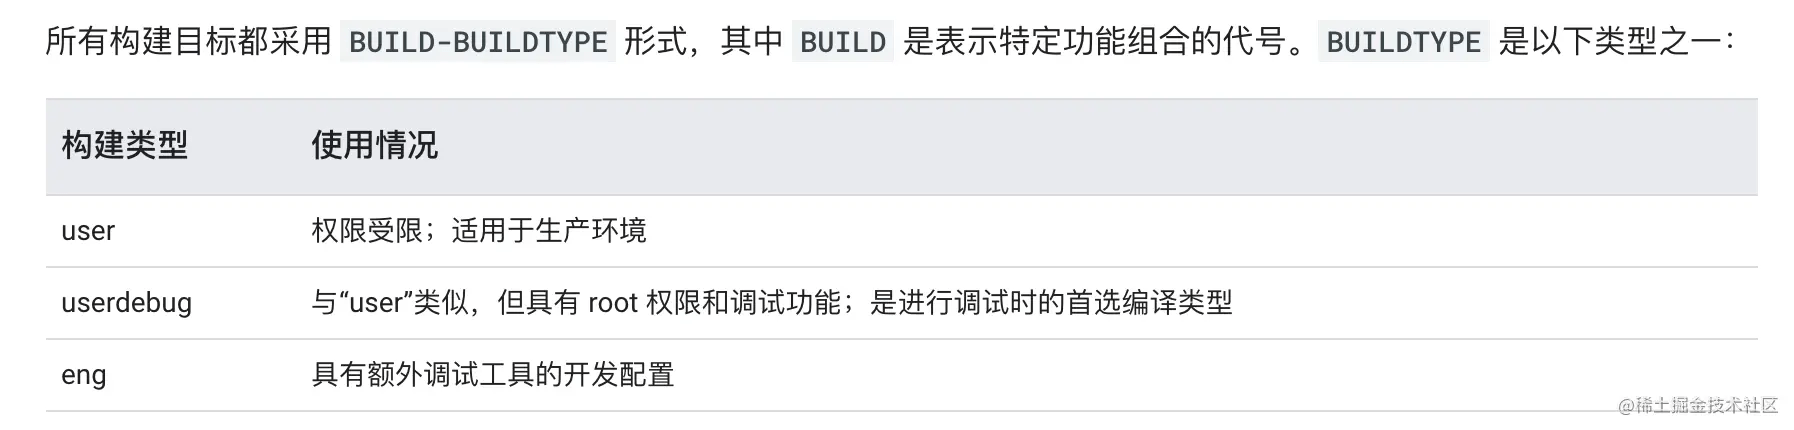 所有构建目标都采用 BUILD-BUILDTYPE 形式，其中 BUILD 是表示特定功能组合的代号。BUILDTYPE 是以下类型之一：
构建类型 使用情况
user 权限受限；适用于生产环境
userdebug 与“user”类似，但具有 root 权限和调试功能；是进行调试时的首选编译类型
eng 具有额外调试工具的开发配置
@稀土掘金技术社区